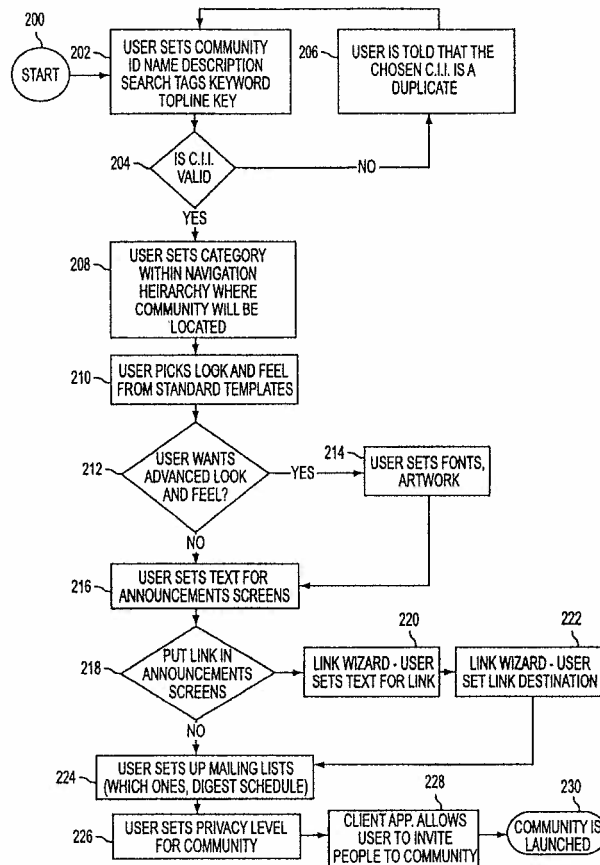 200
START
202
USER SETS COMMUNITY
ID NAME DESCRIPTION
SEARCH TAGS KEYWORD
TOPLINE KEY
206
USER IS TOLD THAT THE
CHOSEN C.I.I. IS A
DUPLICATE
204
IS C.I.I.
VALID
NO
YES
208
USER SETS CATEGORY
WITHIN NAVIGATION
HEIRARCHY WHERE
COMMUNITY WILL BE
LOCATED
210
USER PICKS LOOK AND FEEL
FROM STANDARD TEMPLATES
212
USER WANTS
ADVANCED LOOK
AND FEEL?
YES
214
USER SETS FONTS,
ARTWORK
NO
216
USER SETS TEXT FOR
ANNOUNCEMENTS SCREENS
218
PUT LINK IN
ANNOUNCEMENTS
SCREENS
220
LINK WIZARD - USER
SETS TEXT FOR LINK
222
LINK WIZARD - USER
SET LINK DESTINATION
NO
224
USER SETS UP MAILING LISTS
(WHICH ONES, DIGEST SCHEDULE)
226
USER SETS PRIVACY LEVEL
FOR COMMUNITY
228
CLIENT APP. ALLOWS
USER TO INVITE
PEOPLE TO COMMUNITY
230
COMMUNITY IS
LAUNCHED